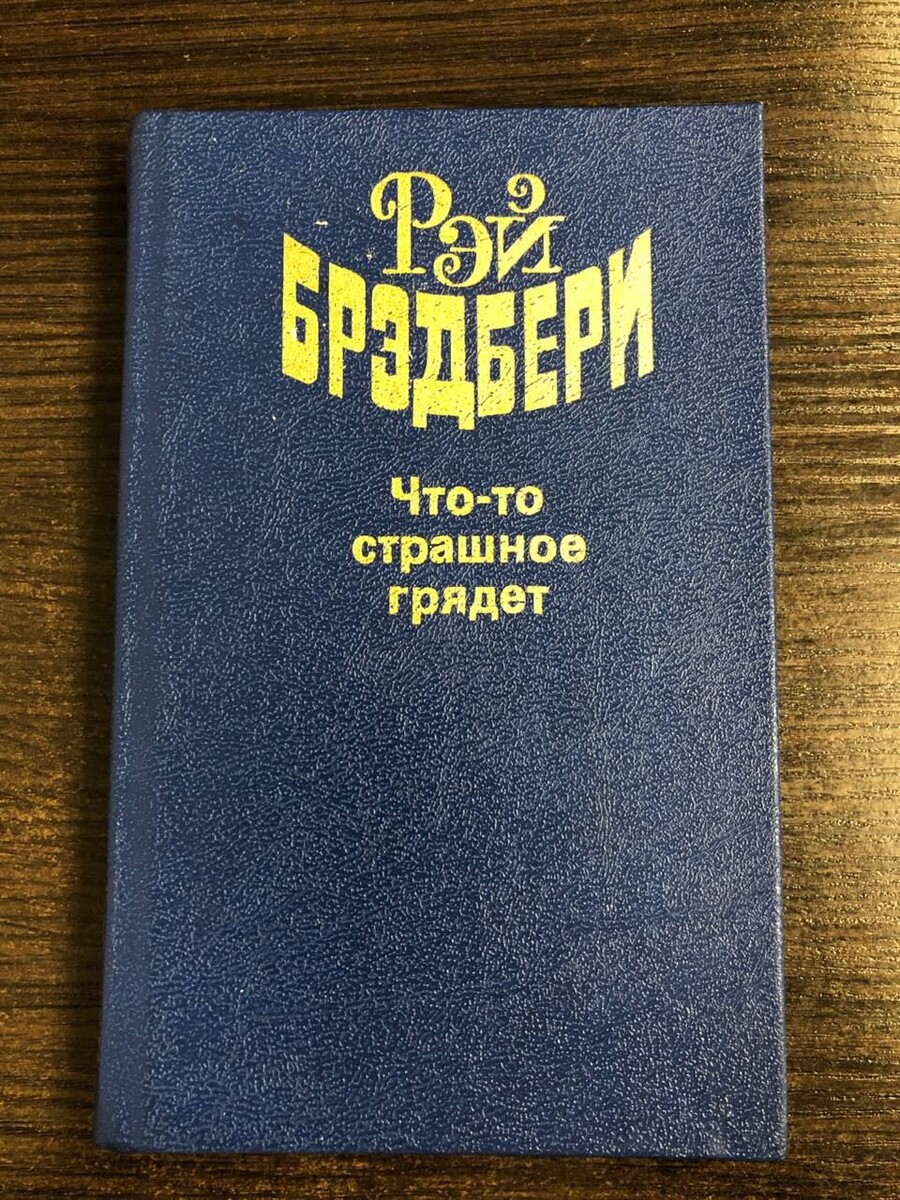 Рэй
БРЭДБЕРИ
Что-то
страшное
грядет